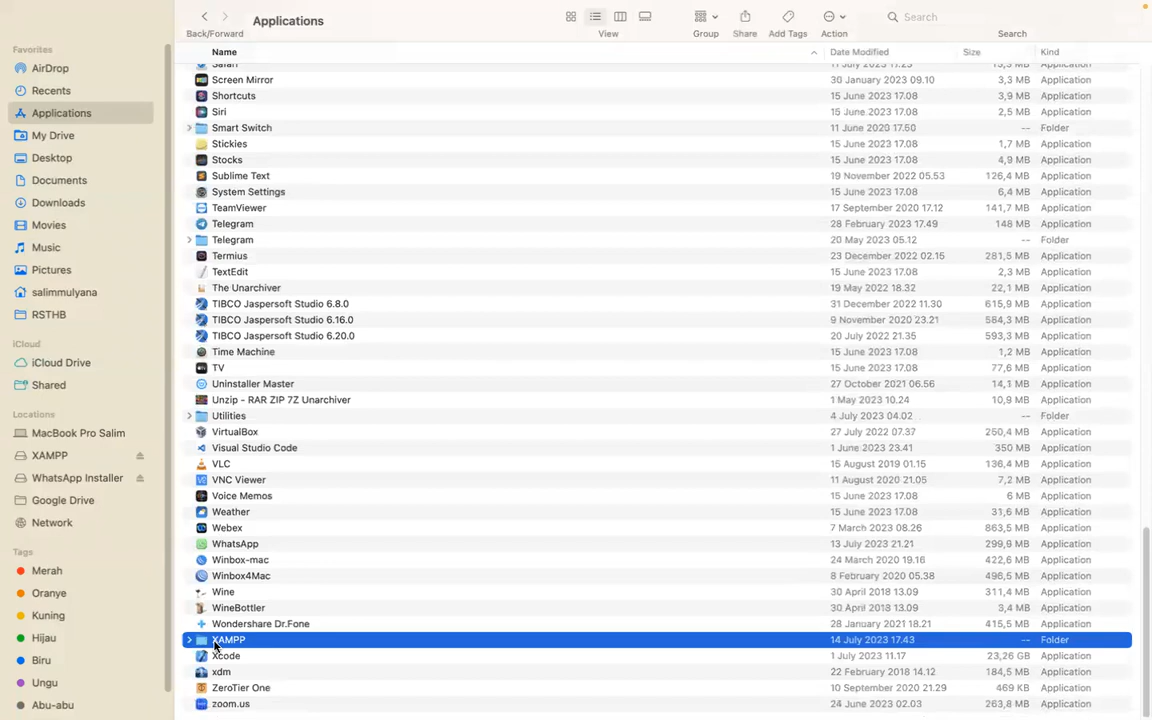 Applications
Back/Forward View Group Share Add Tags Action Search
Search
Favorites
AirDrop
Recents
Applications
My Drive
Desktop
Documents
Downloads
Movies
Music
Pictures
salimmulyana
RSTHB
iCloud
iCloud Drive
Shared
Locations
MacBook Pro Salim
XAMPP
WhatsApp Installer
Google Drive
Network
Tags
Merah
Oranye
Kuning
Hijau
Biru
Ungu
Abu-abu
Name Date Modified Size Kind
Safari 15,5 MB Application
Screen Mirror 30 January 2023 09.10 3,3 MB Application
Shortcuts 15 June 2023 17.08 3,9 MB Application
Siri 15 June 2023 17.08 2,5 MB Application
Smart Switch 11 June 2020 17.50 -- Folder
Stickies 15 June 2023 17.08 1,7 MB Application
Stocks 15 June 2023 17.08 4,9 MB Application
Sublime Text 19 November 2022 05.53 126,4 MB Application
System Settings 15 June 2023 17.08 6,4 MB Application
TeamViewer 17 September 2020 17.12 141,7 MB Application
Telegram 28 February 2023 17.49 148 MB Application
Telegram 20 May 2023 05.12 -- Folder
Termius 23 December 2022 02.15 281,5 MB Application
TextEdit 15 June 2023 17.08 2,3 MB Application
The Unarchiver 19 May 2022 18.32 22,1 MB Application
TIBCO Jaspersoft Studio 6.8.0 31 December 2022 11.30 615,9 MB Application
TIBCO Jaspersoft Studio 6.16.0 9 November 2020 23.21 584,3 MB Application
TIBCO Jaspersoft Studio 6.20.0 20 July 2022 21.35 593,3 MB Application
Time Machine 15 June 2023 17.08 1,2 MB Application
TV 15 June 2023 17.08 77,6 MB Application
Uninstaller Master 27 October 2021 06.56 14,1 MB Application
Unzip - RAR ZIP 7Z Unarchiver 1 May 2023 10.24 10,9 MB Application
Utilities 4 July 2023 04.02 -- Folder
VirtualBox 27 July 2022 07.37 250,4 MB Application
Visual Studio Code 1 June 2023 23.41 350 MB Application
VLC 15 August 2019 01.15 136,4 MB Application
VNC Viewer 11 August 2020 21.05 7,2 MB Application
Voice Memos 15 June 2023 17.08 6 MB Application
Weather 15 June 2023 17.08 31,6 MB Application
Webex 7 March 2023 08.26 863,5 MB Application
WhatsApp 13 July 2023 21.21 299,9 MB Application
Winbox-mac 24 March 2020 19.16 422,6 MB Application
Winbox4Mac 8 February 2020 05.38 496,5 MB Application
Wine 30 April 2018 13.09 311,4 MB Application
WineBottler 30 April 2018 13.09 3,4 MB Application
Wondershare Dr.Fone 28 January 2021 18.21 415,5 MB Application
XAMPP 14 July 2023 17.43 -- Folder
Xcode 1 July 2023 11.17 23,26 GB Application
xdm 22 February 2018 14.12 184,5 MB Application
ZeroTier One 10 September 2020 21.29 469 KB Application
zoom.us 24 June 2023 02.03 263,8 MB Application